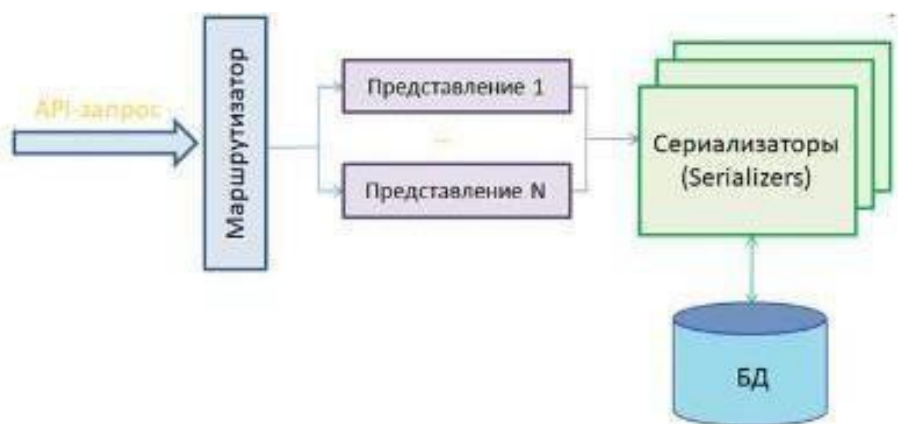 API-запрос
Маршрутизатор
Представление 1
...
Представление N
Сериализаторы
(Serializers)
БД